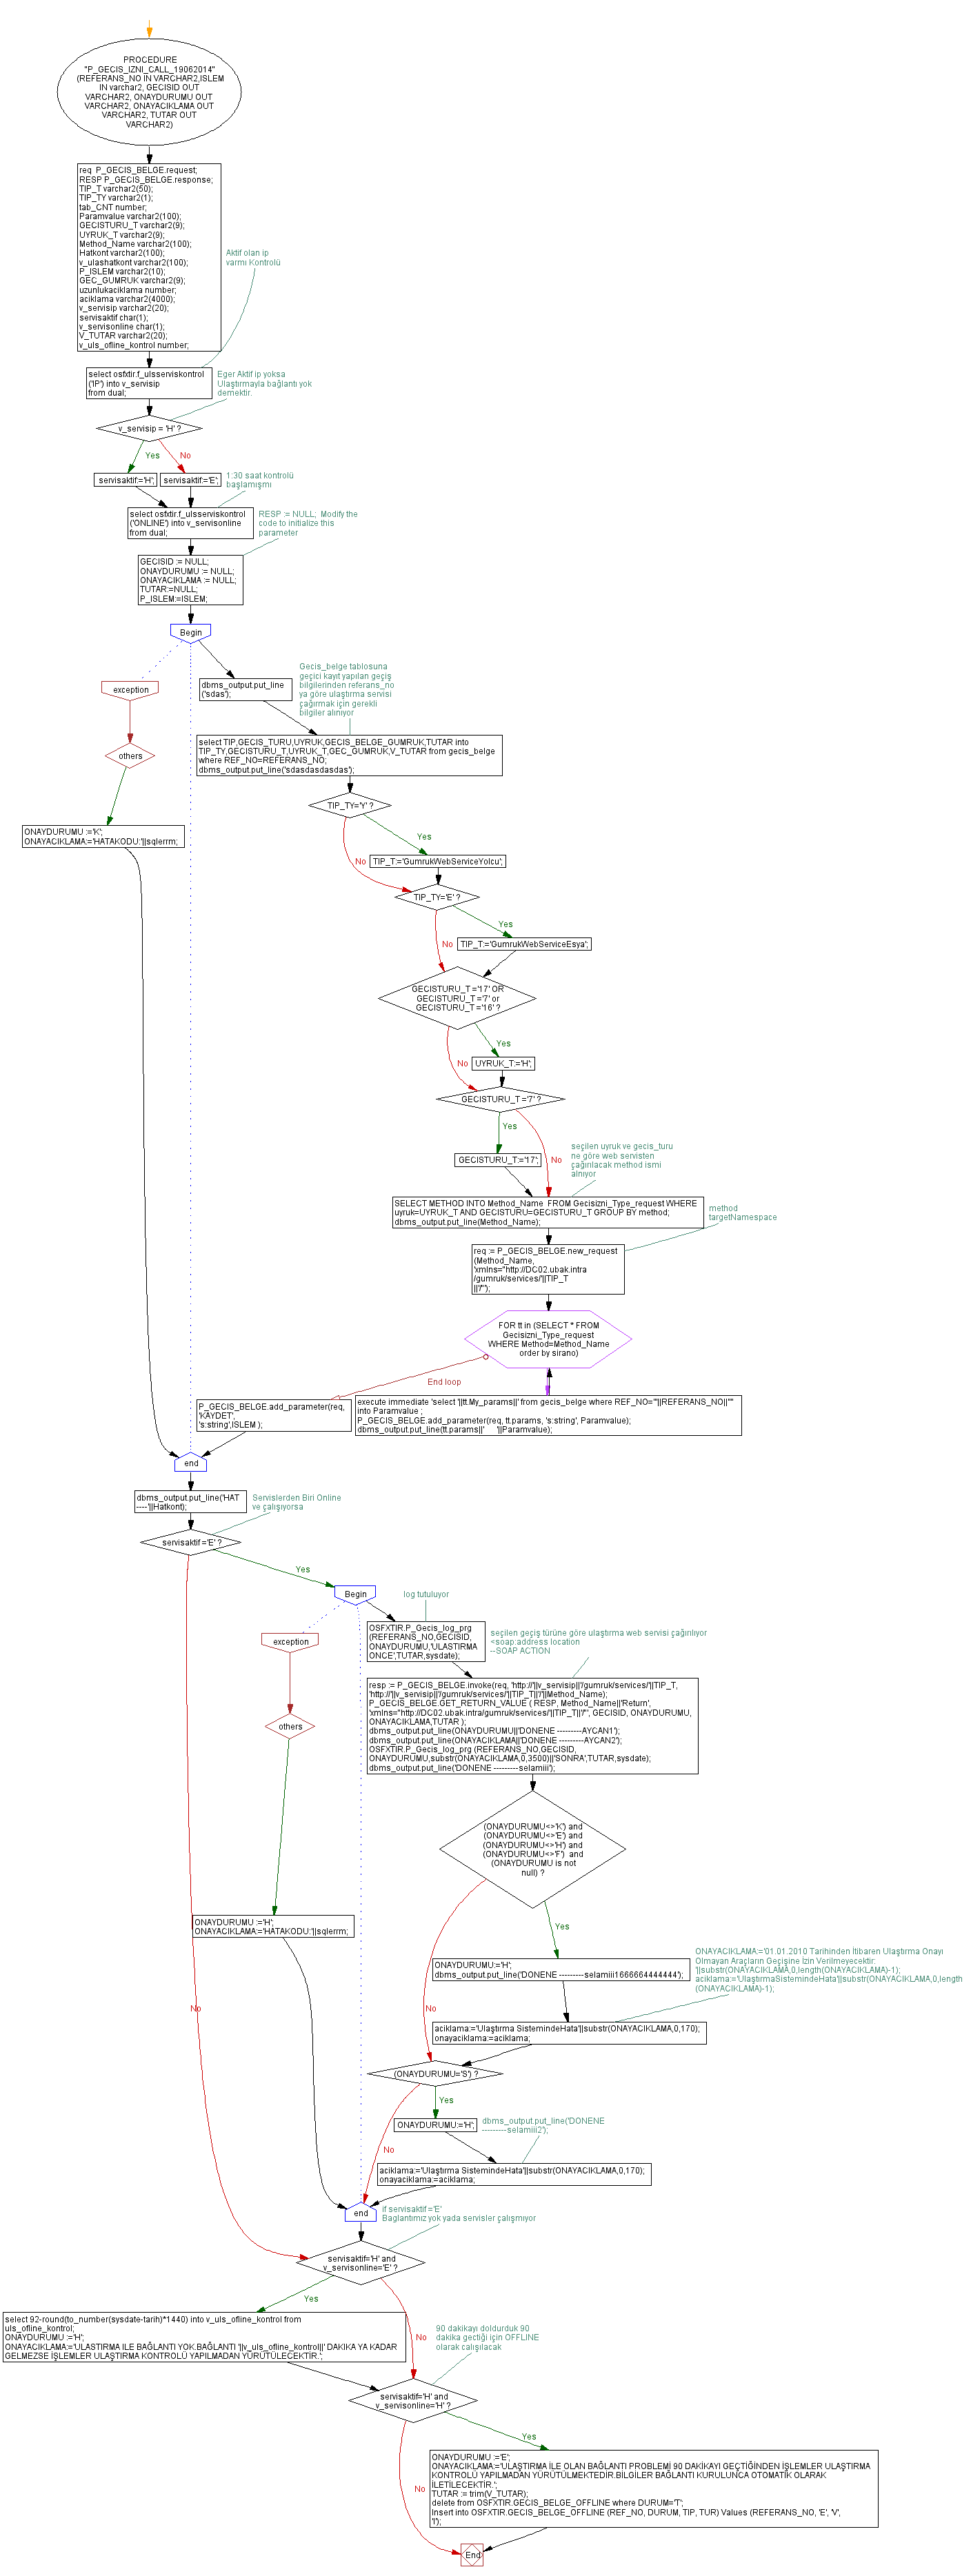 PROCEDURE
"P_GECIS_IZNI_CALL_19062014"
(REFERANS_NO IN VARCHAR2,ISLEM
IN varchar2, GECISID OUT
VARCHAR2, ONAYDURUMU OUT
VARCHAR2, ONAYACIKLAMA OUT
VARCHAR2, TUTAR OUT
VARCHAR2)
req  P_GECIS_BELGE.request;
RESP P_GECIS_BELGE.response;
TIP_T varchar2(50);
TIP_TY varchar2(1);
tab_CNT number;
Paramvalue varchar2(100);
GECISTURU_T varchar2(9);
UYRUK_T varchar2(9);
Method_Name varchar2(100);
Hatkont varchar2(100);
v_ulashatkont varchar2(100);
P_ISLEM varchar2(10);
GEC_GUMRUK varchar2(9);
uzunlukaciklama number;
aciklama varchar2(4000);
v_servisip varchar2(20);
servisaktif char(1);
v_servisonline char(1);
V_TUTAR varchar2(20);
v_uls_ofline_kontrol number;
Aktif olan ip
varmı Kontrolü
select osfxtir.f_ulsserviskontrol
('IP') into v_servisip
from dual;
Eger Aktif ip yoksa
Ulaştırmayla bağlantı yok
demektir.
v_servisip = 'H' ?
Yes
No
servisaktif:='H';
servisaktif:='E';
1:30 saat kontrolü
başlamışmı
select osfxtir.f_ulsserviskontrol
('ONLINE') into v_servisonline
from dual;
RESP := NULL;  Modify the
code to initialize this
parameter
GECISID := NULL;
ONAYDURUMU := NULL;
ONAYACIKLAMA := NULL;
TUTAR:=NULL;
P_ISLEM:=ISLEM;
Begin
exception
others
ONAYDURUMU :='K';
ONAYACIKLAMA:='HATAKODU:'||sqlerrm;
dbms_output.put_line
('sdas');
Gecis_belge tablosuna
geçici kayıt yapılan geçiş
bilgilerinden referans_no
ya göre ulaştırma servisi
çağırmak için gerekli
bilgiler alınıyor
select TIP,GECIS_TURU,UYRUK,GECIS_BELGE_GUMRUK,TUTAR into
TIP_TY,GECISTURU_T,UYRUK_T,GEC_GUMRUK,V_TUTAR from gecis_belge
where REF_NO=REFERANS_NO;
dbms_output.put_line('sdasdasdasdas');
TIP_TY='Y' ?
Yes
No
TIP_T:='GumrukWebServiceYolcu';
TIP_TY='E' ?
Yes
No
TIP_T:='GumrukWebServiceEsya';
GECISTURU_T ='17' OR
GECISTURU_T ='7' or
GECISTURU_T ='16' ?
Yes
No
UYRUK_T:='H';
GECISTURU_T ='7' ?
Yes
No
GECISTURU_T:='17';
seçilen uyruk ve gecis_turu
ne göre web servisten
çağırılacak method ismi
alınıyor
SELECT METHOD INTO Method_Name  FROM Gecisizni_Type_request WHERE
uyruk=UYRUK_T AND GECISTURU=GECISTURU_T GROUP BY method;
dbms_output.put_line(Method_Name);
method
targetNamespace
req := P_GECIS_BELGE.new_request
(Method_Name,
'xmlns="http://DC02.ubak.intra
/gumruk/services/'||TIP_T
||'/"');
FOR tt in (SELECT * FROM
Gecisizni_Type_request
WHERE Method=Method_Name
order by sirano)
End loop
P_GECIS_BELGE.add_parameter(req,
'KAYDET',
's:string',ISLEM );
execute immediate 'select '||tt.My_params||' from gecis_belge where REF_NO='''||REFERANS_NO||''''
into Paramvalue ;
P_GECIS_BELGE.add_parameter(req, tt.params, 's:string', Paramvalue);
dbms_output.put_line(tt.params||'      '||Paramvalue);
end
dbms_output.put_line('HAT
----'||Hatkont);
Servislerden Biri Online
ve çalışıyorsa
servisaktif ='E' ?
Yes
No
Begin
log tutuluyor
exception
others
ONAYDURUMU :='H';
ONAYACIKLAMA:='HATAKODU:'||sqlerrm;
OSFXTIR.P_Gecis_log_prg
(REFERANS_NO,GECISID,
ONAYDURUMU,'ULASTIRMA
ONCE',TUTAR,sysdate);
seçilen geçiş türüne göre ulaştırma web servisi çağırılıyor
<soap:address location
--SOAP ACTION
resp := P_GECIS_BELGE.invoke(req, 'http://'||v_servisip||'/gumruk/services/'||TIP_T,
'http://'||v_servisip||'/gumruk/services/'||TIP_T||'/'||Method_Name);
P_GECIS_BELGE.GET_RETURN_VALUE ( RESP, Method_Name||'Return',
'xmlns="http://DC02.ubak.intra/gumruk/services/'||TIP_T||'/"', GECISID, ONAYDURUMU,
ONAYACIKLAMA,TUTAR );
dbms_output.put_line(ONAYDURUMU||'DONENE ---------AYCAN1');
dbms_output.put_line(ONAYACIKLAMA||'DONENE ---------AYCAN2');
OSFXTIR.P_Gecis_log_prg (REFERANS_NO,GECISID,
ONAYDURUMU,substr(ONAYACIKLAMA,0,3500)||'SONRA',TUTAR,sysdate);
dbms_output.put_line('DONENE ---------selamiii');
(ONAYDURUMU<>'K') and
(ONAYDURUMU<>'E') and
(ONAYDURUMU<>'H') and
(ONAYDURUMU<>'F')  and
(ONAYDURUMU is not
null) ?
Yes
No
ONAYDURUMU:='H';
dbms_output.put_line('DONENE ---------selamiii1666664444444');
ONAYACIKLAMA:='01.01.2010 Tarihinden İtibaren Ulaştırma Onayı
Olmayan Araçların Geçişine İzin Verilmeyecektir:
'||substr(ONAYACIKLAMA,0,length(ONAYACIKLAMA)-1);
aciklama:='UlaştırmaSistemindeHata'||substr(ONAYACIKLAMA,0,length
(ONAYACIKLAMA)-1);
aciklama:='Ulaştırma SistemindeHata'||substr(ONAYACIKLAMA,0,170);
onayaciklama:=aciklama;
(ONAYDURUMU='S') ?
Yes
No
ONAYDURUMU:='H';
dbms_output.put_line('DONENE
---------selamiii2');
aciklama:='Ulaştırma SistemindeHata'||substr(ONAYACIKLAMA,0,170);
onayaciklama:=aciklama;
end
if servisaktif ='E'
Baglantımız yok yada servisler çalışmıyor
servisaktif='H' and
v_servisonline='E' ?
Yes
No
select 92-round(to_number(sysdate-tarih)*1440) into v_uls_ofline_kontrol from
uls_ofline_kontrol;
ONAYDURUMU :='H';
ONAYACIKLAMA:='ULASTIRMA ILE BAĞLANTI YOK.BAĞLANTI '||v_uls_ofline_kontrol||' DAKIKA YA KADAR
GELMEZSE İŞLEMLER ULAŞTIRMA KONTROLÜ YAPILMADAN YÜRÜTÜLECEKTİR.';
90 dakikayı doldurduk 90
dakika gectiği için OFFLINE
olarak calışılacak
servisaktif='H' and
v_servisonline='H' ?
Yes
No
ONAYDURUMU :='E';
ONAYACIKLAMA:='ULAŞTIRMA İLE OLAN BAĞLANTI PROBLEMİ 90 DAKİKAYI GEÇTİĞİNDEN İŞLEMLER ULAŞTIRMA
KONTROLÜ YAPILMADAN YÜRÜTÜLMEKTEDİR.BİLGİLER BAĞLANTI KURULUNCA OTOMATİK OLARAK
İLETİLECEKTİR.';
TUTAR := trim(V_TUTAR);
delete from OSFXTIR.GECIS_BELGE_OFFLINE where DURUM='T';
Insert into OSFXTIR.GECIS_BELGE_OFFLINE (REF_NO, DURUM, TIP, TUR) Values (REFERANS_NO, 'E', 'V',
'I');
End